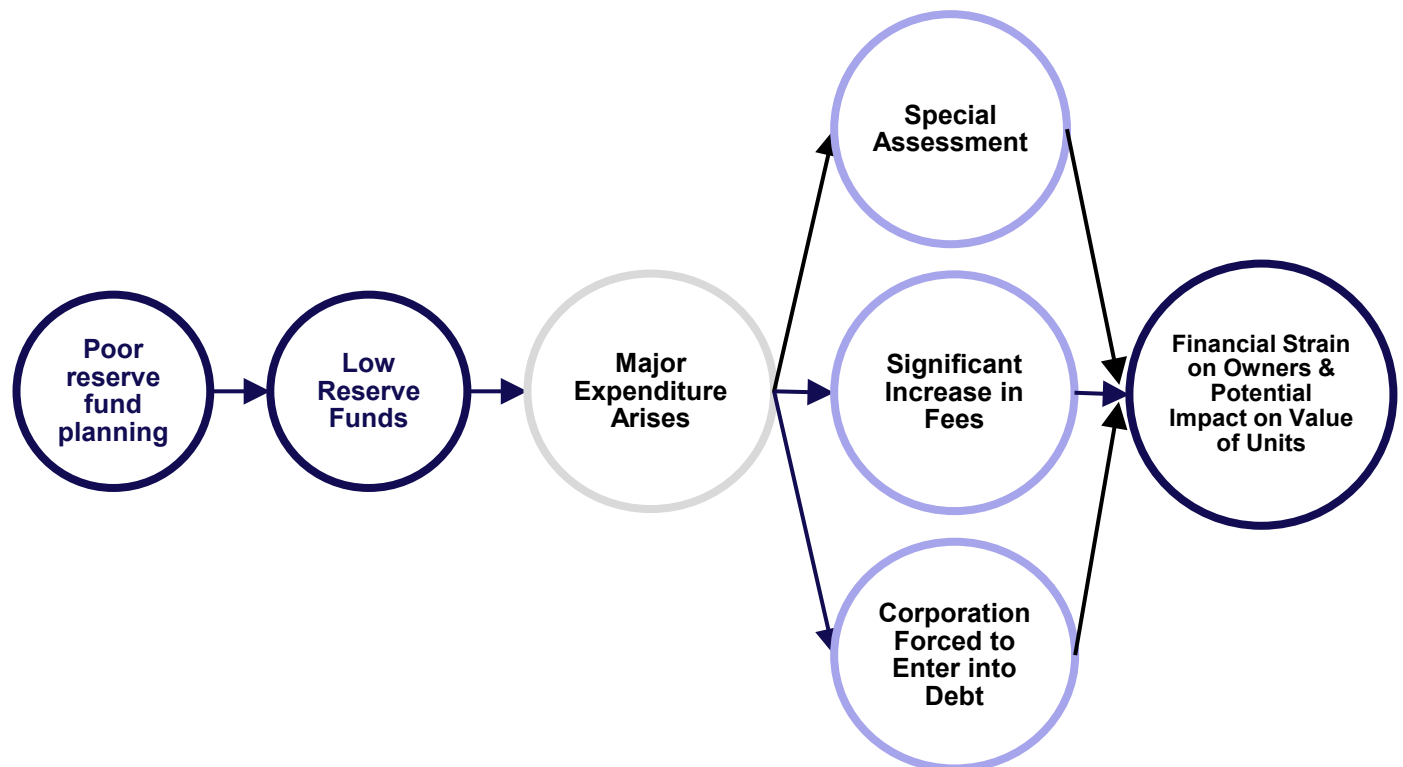 Poor
reserve
fund
planning
Low
Reserve
Funds
Major
Expenditure
Arises
Special
Assessment
Significant
Increase in
Fees
Corporation
Forced to
Enter into
Debt
Financial Strain
on Owners &
Potential
Impact on Value
of Units